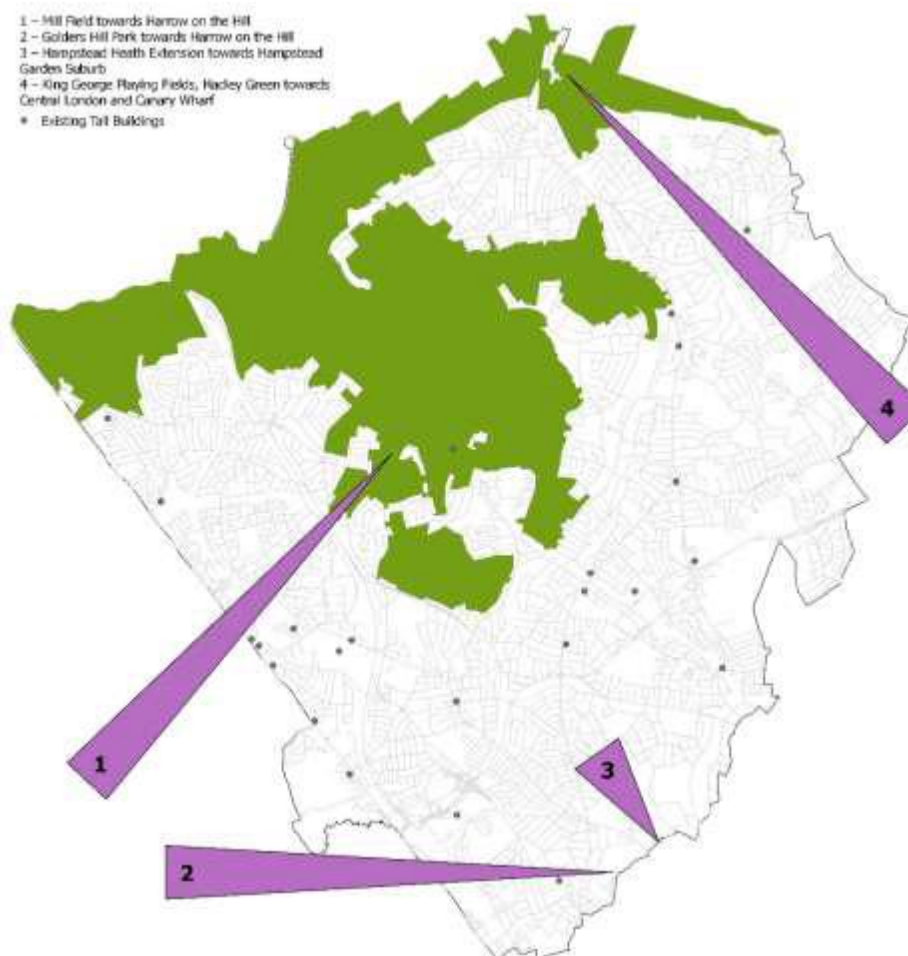 1 – Mill Field towards Harrow on the Hill
2 – Golders Hill Park towards Harrow on the Hill
3 – Hampstead Heath Extension towards Hampstead
Garden Suburb
4 – King George Playing Fields, Hadley Green towards
Central London and Canary Wharf
Existing Tall Buildings
4
1
3
2